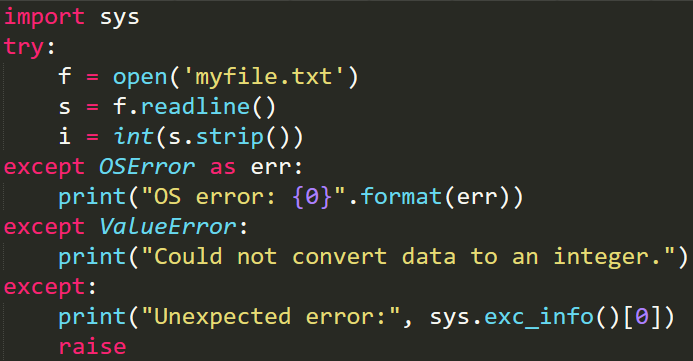 import sys
try:
    f = open('myfile.txt')
    s = f.readline()
    i = int(s.strip())
except OSError as err:
    print("OS error: {0}".format(err))
except ValueError:
    print("Could not convert data to an integer.")
except:
    print("Unexpected error:", sys.exc_info()[0])
    raise